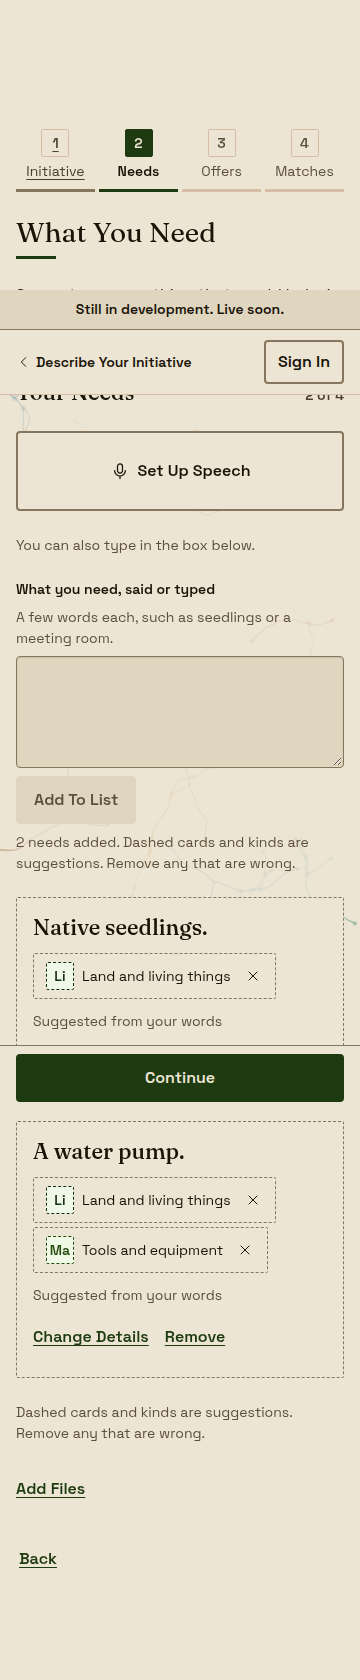 1
2
3
4
Initiative
Needs
Offers
Matches
What You Need
Still in development. Live soon.
Describe Your Initiative
Sign In
Your Needs
2 of 4
Set Up Speech
You can also type in the box below.
What you need, said or typed
A few words each, such as seedlings or a
meeting room.
Add To List
2 needs added. Dashed cards and kinds are
suggestions. Remove any that are wrong.
Native seedlings.
Li Land and living things
Suggested from your words
Continue
A water pump.
Li Land and living things
Ma Tools and equipment
Suggested from your words
Change Details Remove
Dashed cards and kinds are suggestions.
Remove any that are wrong.
Add Files
Back